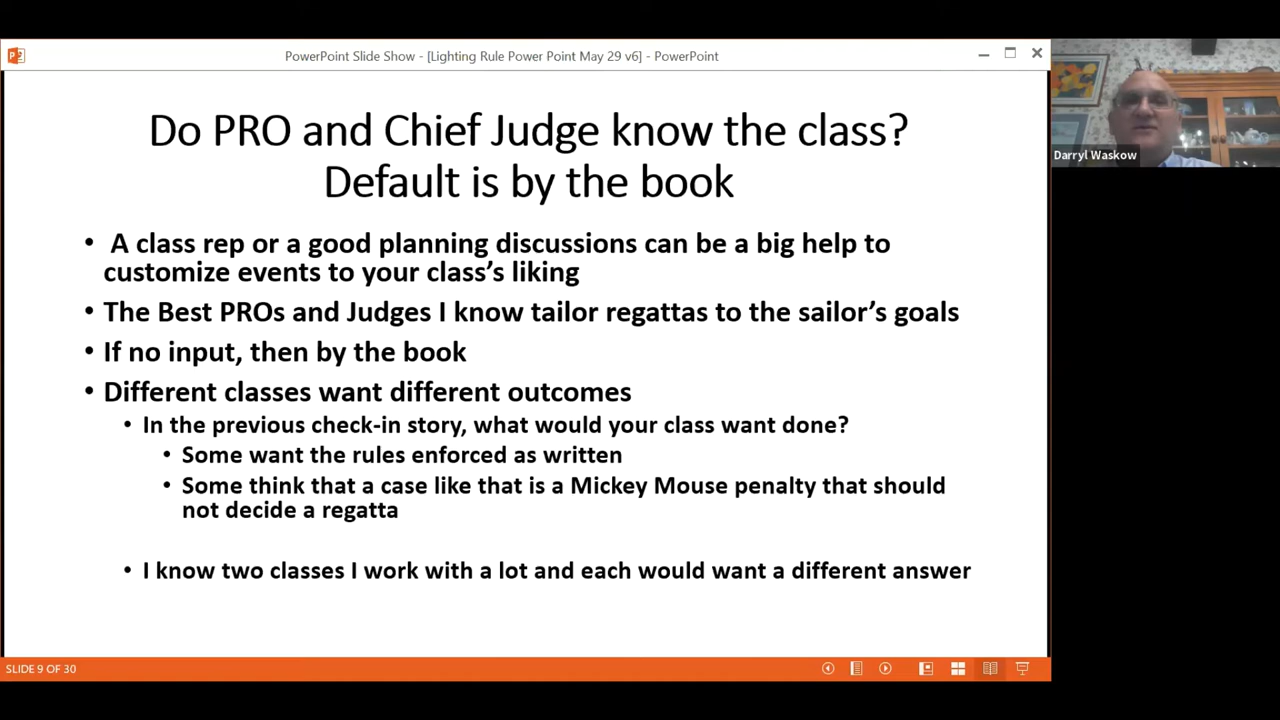 PowerPoint Slide Show - [Lighting Rule Power Point May 29 v6] - PowerPoint
Do PRO and Chief Judge know the class?
Default is by the book
• A class rep or a good planning discussions can be a big help to
customize events to your class's liking
• The Best PROs and Judges I know tailor regattas to the sailor's goals
• If no input, then by the book
• Different classes want different outcomes
• In the previous check-in story, what would your class want done?
• Some want the rules enforced as written
• Some think that a case like that is a Mickey Mouse penalty that should
not decide a regatta
• I know two classes I work with a lot and each would want a different answer
SLIDE 9 OF 30
Darryl Waskow